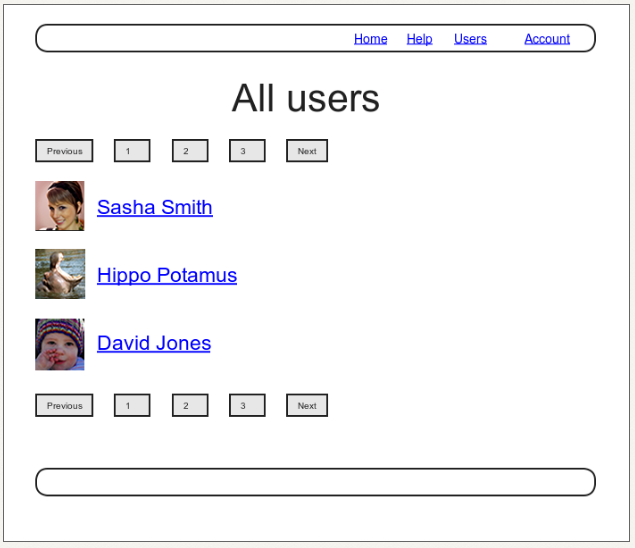 Home Help Users Account
All users
Previous 1 2 3 Next
Sasha Smith
Hippo Potamus
David Jones
Previous 1 2 3 Next